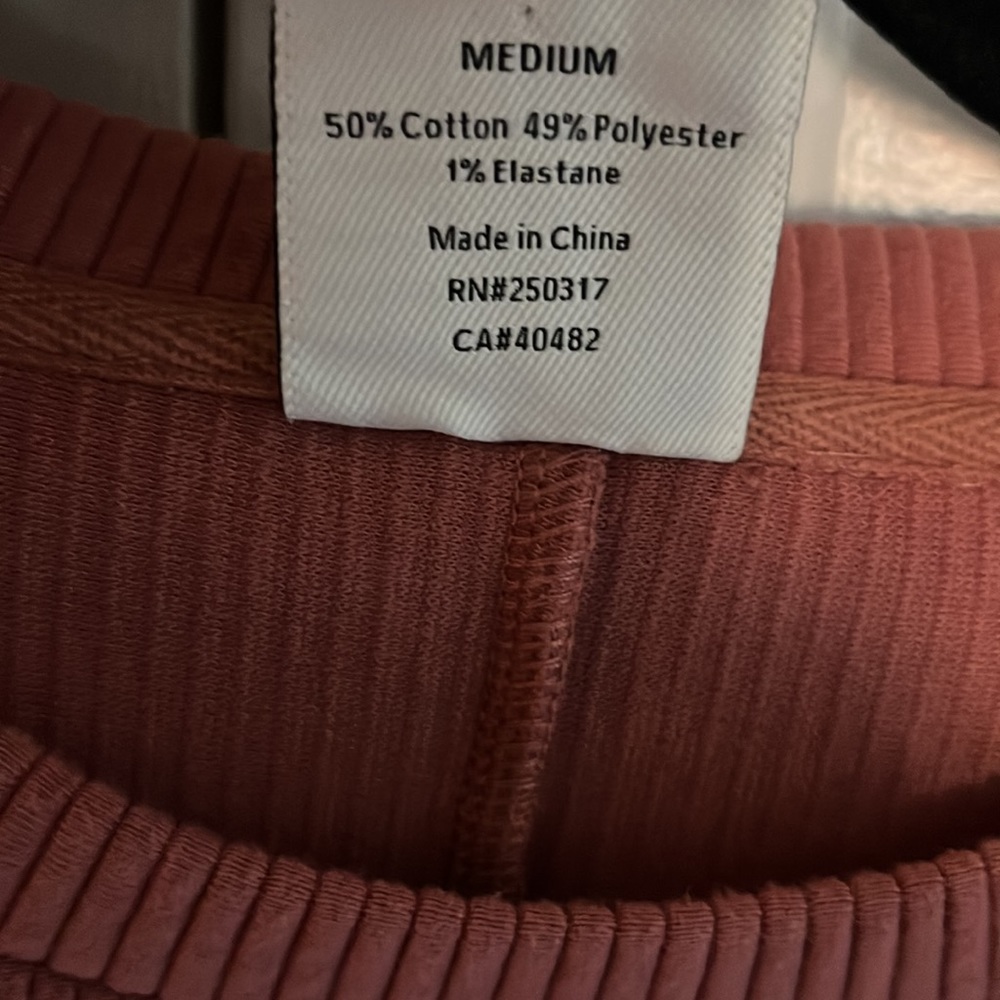 MEDIUM
50% Cotton 49% Polyester
1% Elastane
Made in China
RN#250317
CA#40482